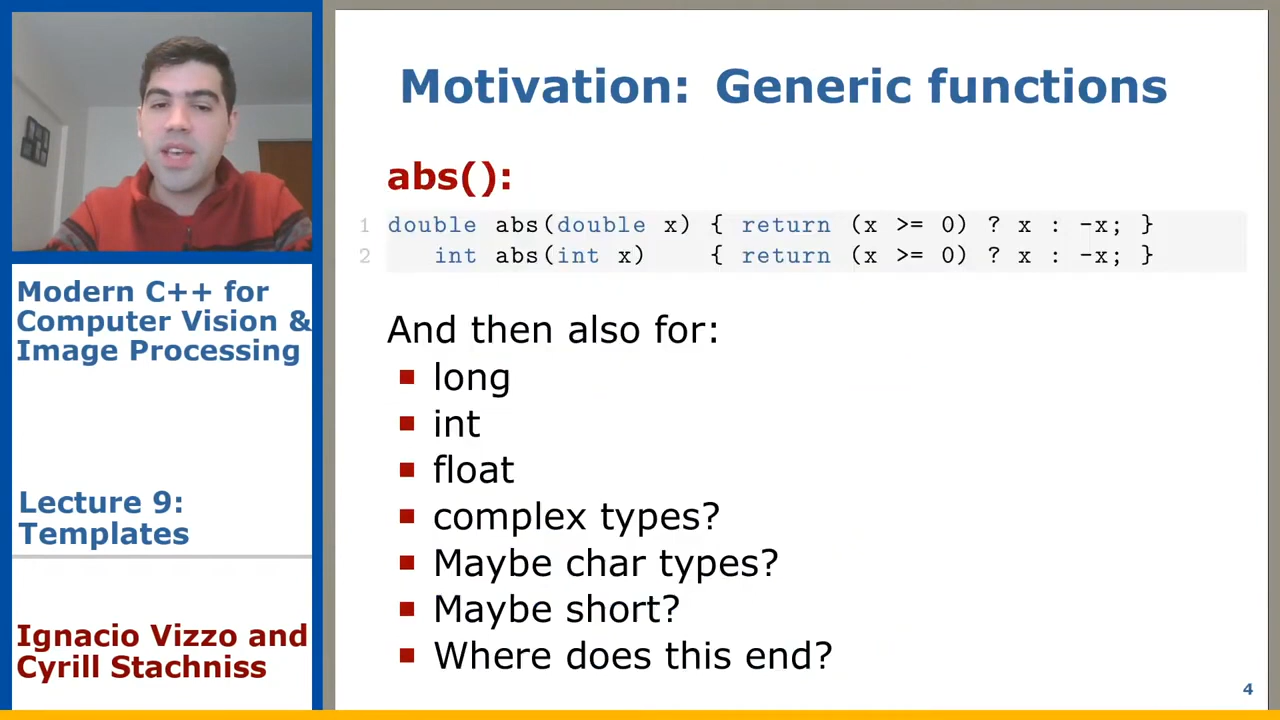 Modern C++ for
Computer Vision &
Image Processing
Lecture 9:
Templates
Ignacio Vizzo and
Cyrill Stachniss
Motivation: Generic functions
abs():
1 double abs(double x) { return (x >= 0) ? x : -x; }
2 int abs(int x) { return (x >= 0) ? x : -x; }
And then also for:
■ long
■ int
■ float
■ complex types?
■ Maybe char types?
■ Maybe short?
■ Where does this end?
4